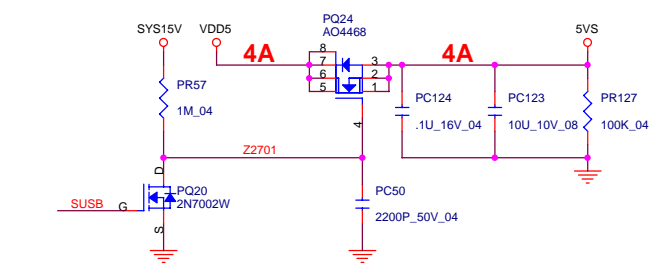 PQ24
AO4468
SYS15V
VDD5
5VS
4A
4A
8
7
6
5
3
2
1
4
PR57
1M_04
PC124
.1U_16V_04
PC123
10U_10V_08
PR127
100K_04
Z2701
D
PQ20
2N7002W
SUSB
G
S
PC50
2200P_50V_04